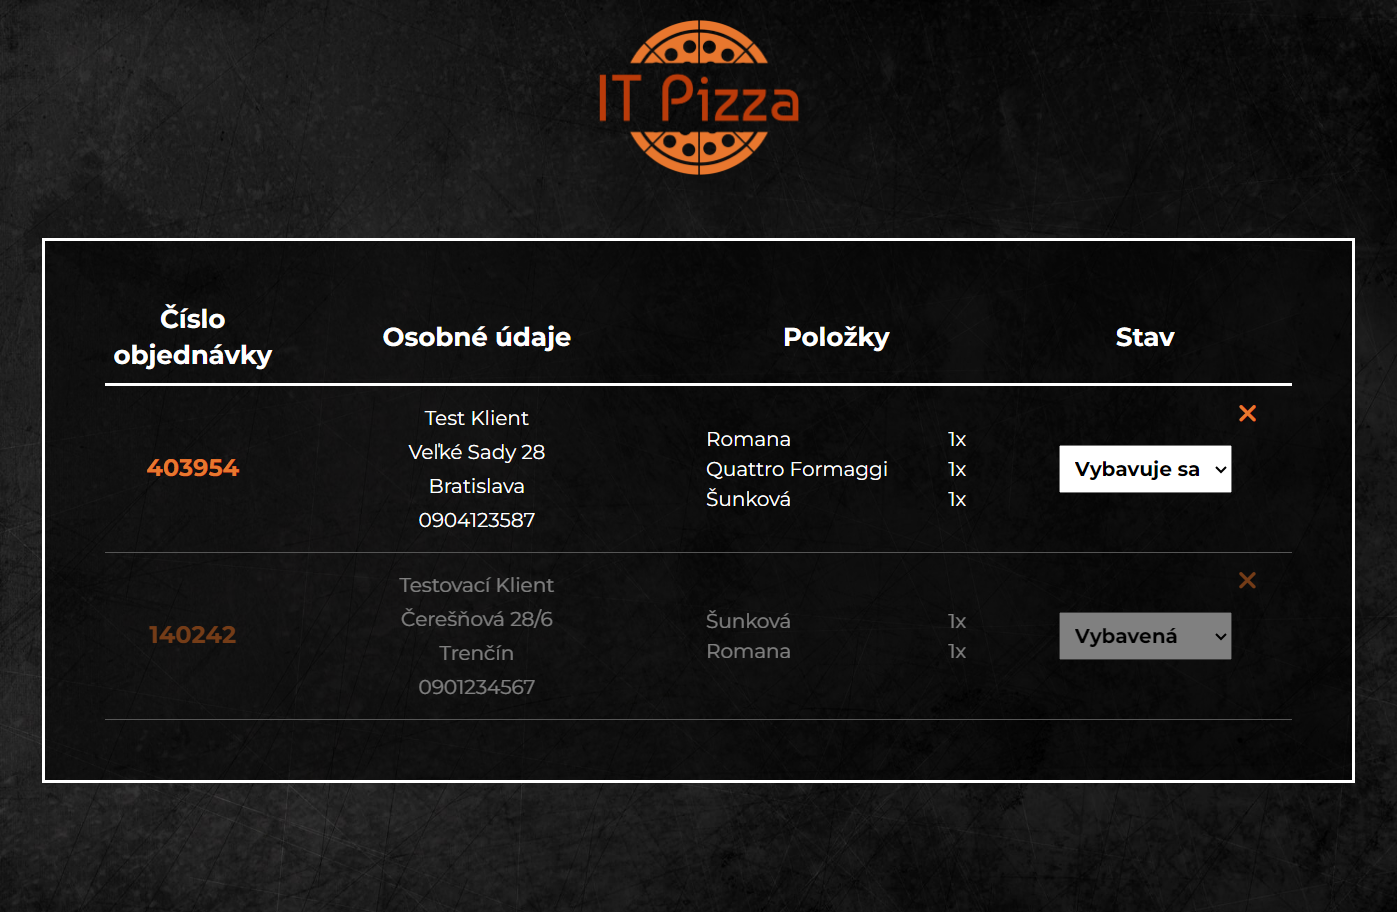 IT Pizza
Číslo
objednávky
Osobné údaje
Položky
Stav
403954
Test Klient
Veľké Sady 28
Bratislava
0904123587
Romana 1x
Quattro Formaggi 1x
Šunková 1x
Vybavuje sa
140242
Testovací Klient
Čerešňová 28/6
Trenčín
0901234567
Šunková 1x
Romana 1x
Vybavená